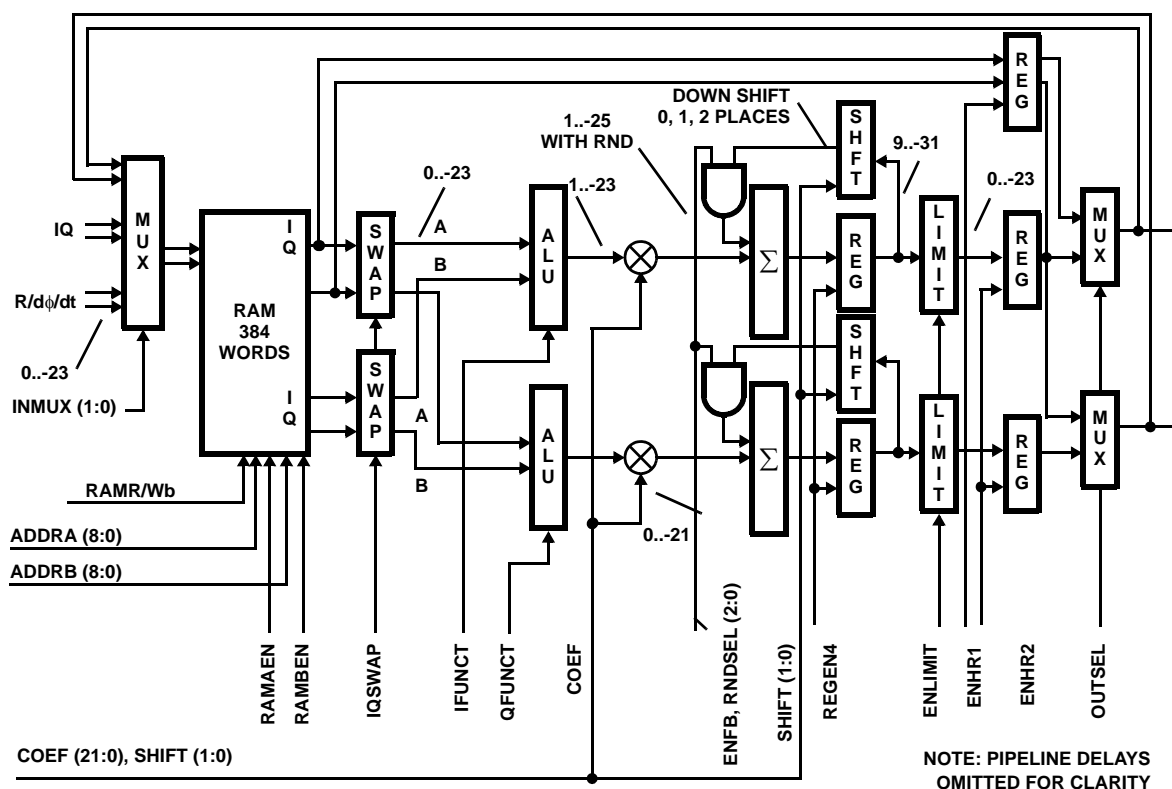 R
E
G
DOWN SHIFT
0, 1, 2 PLACES
S
H
F
T
1..-25
WITH RND
9..-31
0..-23
1..-23
0..-23
M
U
X
IQ
R/dϕ/dt
0..-23
INMUX (1:0)
I
Q
RAM
384
WORDS
I
Q
S
W
A
P
A
B
A
L
U
Σ
R
E
G
L
I
M
I
T
R
E
G
M
U
X
S
W
A
P
A
B
A
L
U
0..-21
S
H
F
T
Σ
R
E
G
L
I
M
I
T
R
E
G
M
U
X
RAMR/Wb
ADDRA (8:0)
ADDRB (8:0)
RAMAEN
RAMBEN
IQSWAP
IFUNCT
QFUNCT
COEF
ENFB, RNDSEL (2:0)
SHIFT (1:0)
REGEN4
ENLIMIT
ENHR1
ENHR2
OUTSEL
COEF (21:0), SHIFT (1:0)
NOTE: PIPELINE DELAYS
OMITTED FOR CLARITY